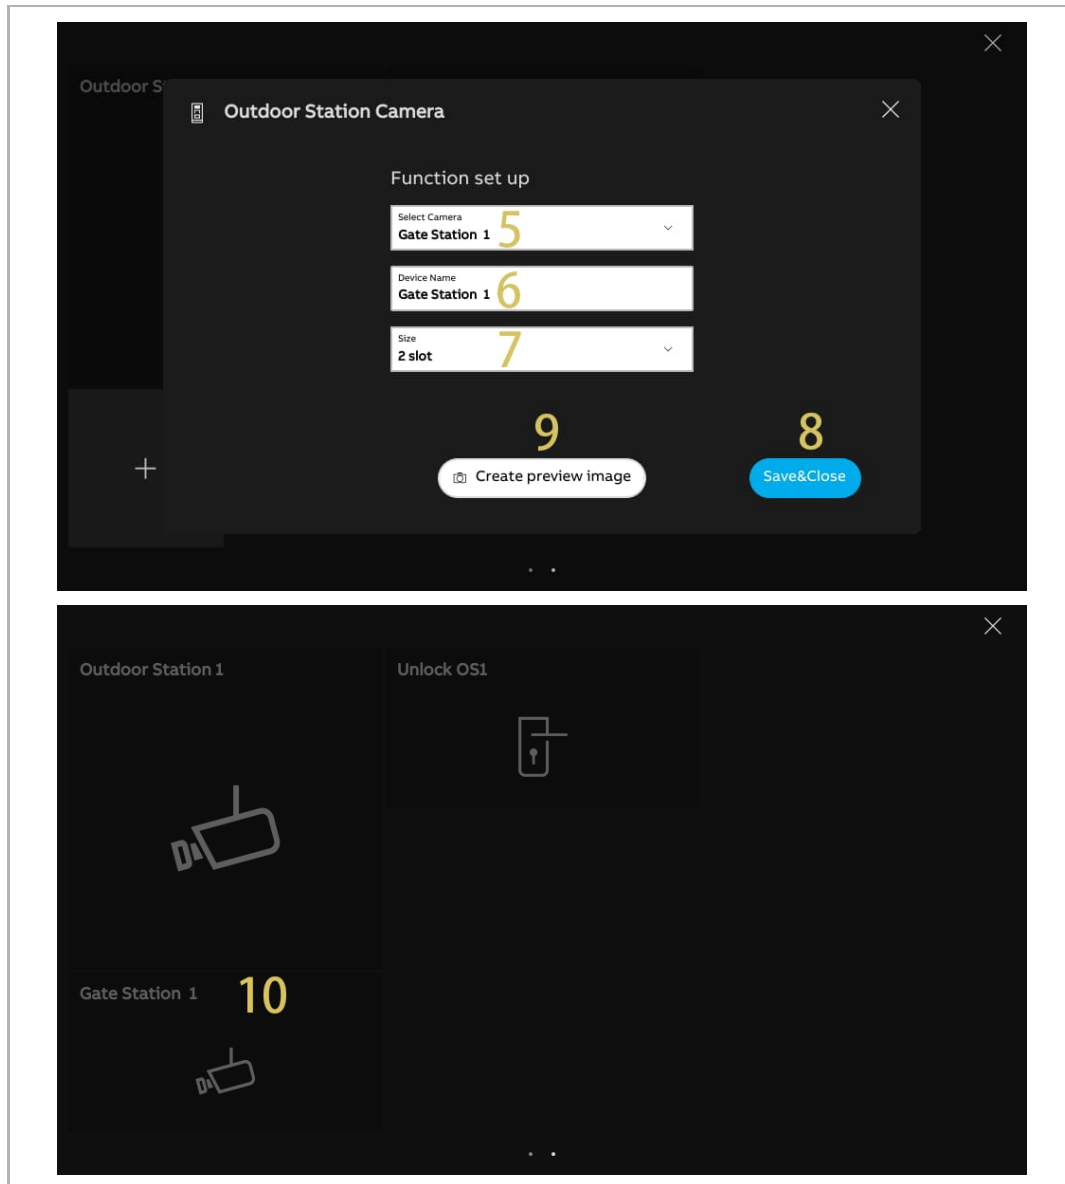 Outdoor S
Outdoor Station Camera
Function set up
Select Camera
Gate Station 1
5
Device Name
Gate Station 1
6
Size
2 slot
7
9
8
Create preview image
Save&Close
Outdoor Station 1
Unlock OS1
Gate Station 1
10